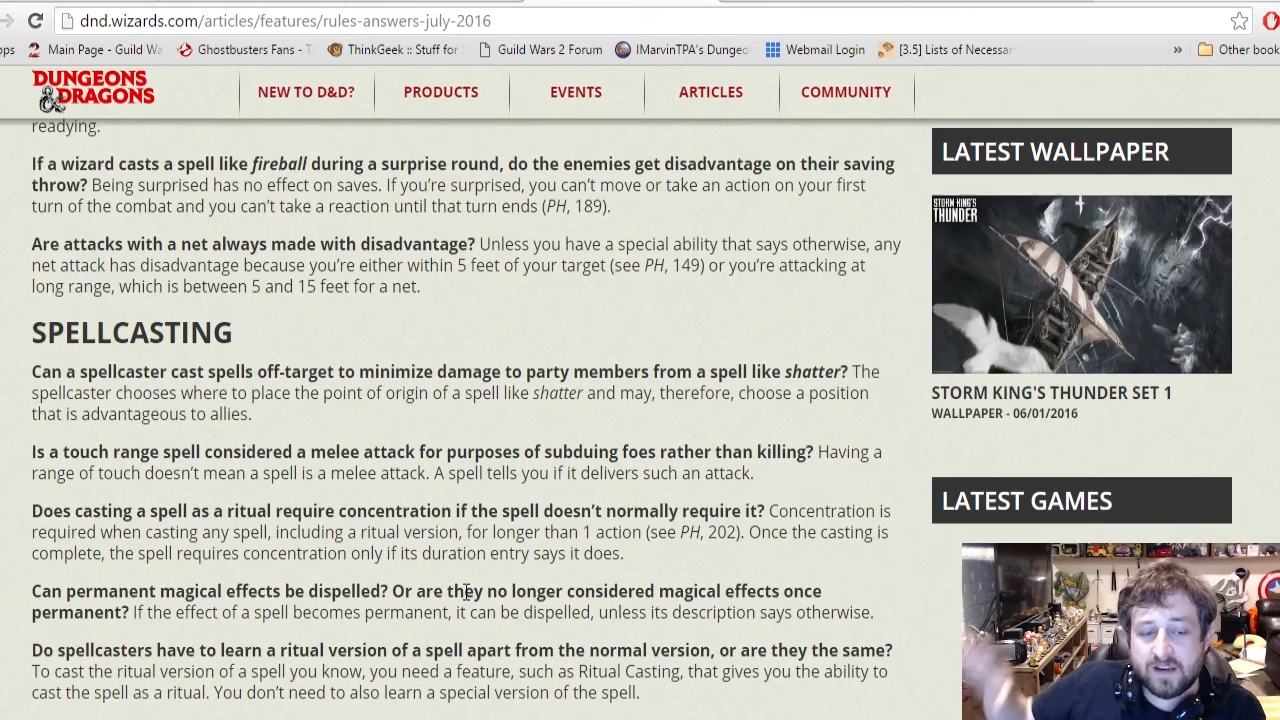 dnd.wizards.com/articles/features/rules-answers-july-2016
ops Main Page - Guild Wa Ghostbusters Fans - T ThinkGeek :: Stuff for Guild Wars 2 Forum IMarvinTPA's Dungeo Webmail Login [3.5] Lists of Necessar » Other book
DUNGEONS & DRAGONS
NEW TO D&D? PRODUCTS EVENTS ARTICLES COMMUNITY
readying.
If a wizard casts a spell like fireball during a surprise round, do the enemies get disadvantage on their saving
throw? Being surprised has no effect on saves. If you're surprised, you can't move or take an action on your first
turn of the combat and you can't take a reaction until that turn ends (PH, 189).
Are attacks with a net always made with disadvantage? Unless you have a special ability that says otherwise, any
net attack has disadvantage because you're either within 5 feet of your target (see PH, 149) or you're attacking at
long range, which is between 5 and 15 feet for a net.
SPELLCASTING
Can a spellcaster cast spells off-target to minimize damage to party members from a spell like shatter? The
spellcaster chooses where to place the point of origin of a spell like shatter and may, therefore, choose a position
that is advantageous to allies.
Is a touch range spell considered a melee attack for purposes of subduing foes rather than killing? Having a
range of touch doesn't mean a spell is a melee attack. A spell tells you if it delivers such an attack.
Does casting a spell as a ritual require concentration if the spell doesn't normally require it? Concentration is
required when casting any spell, including a ritual version, for longer than 1 action (see PH, 202). Once the casting is
complete, the spell requires concentration only if its duration entry says it does.
Can permanent magical effects be dispelled? Or are they no longer considered magical effects once
permanent? If the effect of a spell becomes permanent, it can be dispelled, unless its description says otherwise.
Do spellcasters have to learn a ritual version of a spell apart from the normal version, or are they the same?
To cast the ritual version of a spell you know, you need a feature, such as Ritual Casting, that gives you the ability to
cast the spell as a ritual. You don't need to also learn a special version of the spell.
LATEST WALLPAPER
STORM KING'S
THUNDER
STORM KING'S THUNDER SET 1
WALLPAPER - 06/01/2016
LATEST GAMES